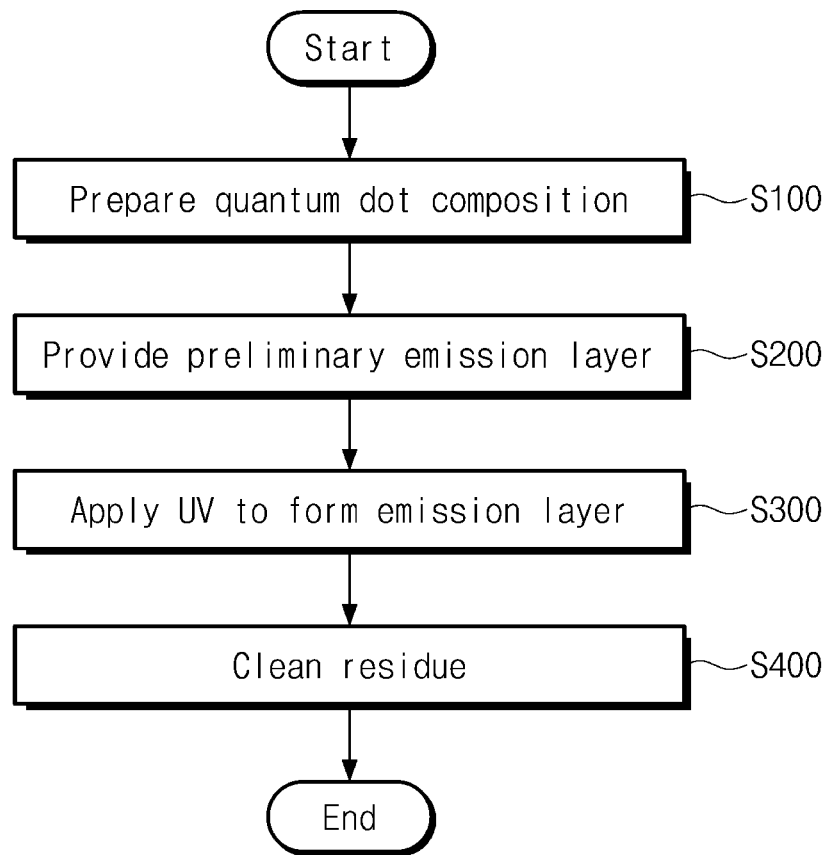 Start
Prepare quantum dot composition S100
Provide preliminary emission layer S200
Apply UV to form emission layer S300
Clean residue S400
End